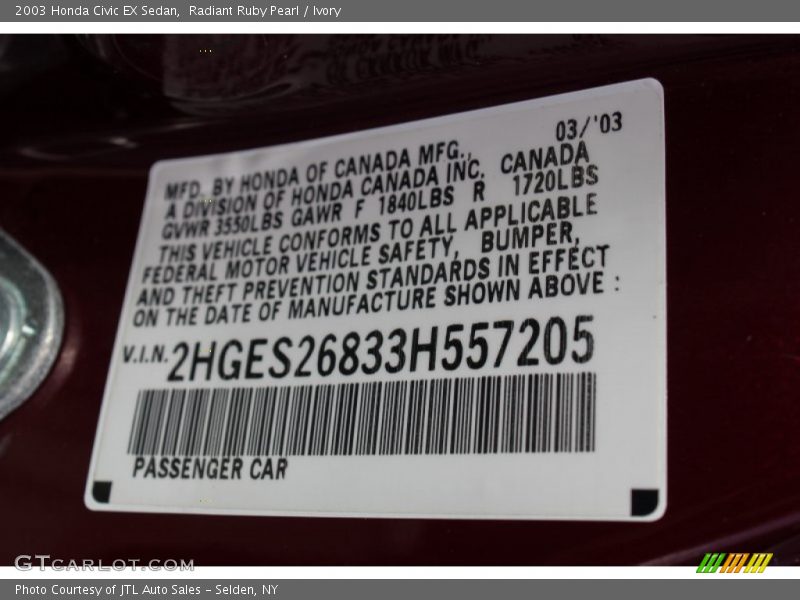 2003 Honda Civic EX Sedan,  Radiant Ruby Pearl / Ivory
03/'03
MFD. BY HONDA OF CANADA MFG.,
A DIVISION OF HONDA CANADA INC.  CANADA
GVWR 3550LBS GAWR F 1840LBS R 1720LBS
THIS VEHICLE CONFORMS TO ALL APPLICABLE
FEDERAL MOTOR VEHICLE SAFETY, BUMPER,
AND THEFT PREVENTION STANDARDS IN EFFECT
ON THE DATE OF MANUFACTURE SHOWN ABOVE :
V.I.N. 2HGES26833H557205
PASSENGER CAR
GTCARLOT.COM
Photo Courtesy of JTL Auto Sales – Selden, NY